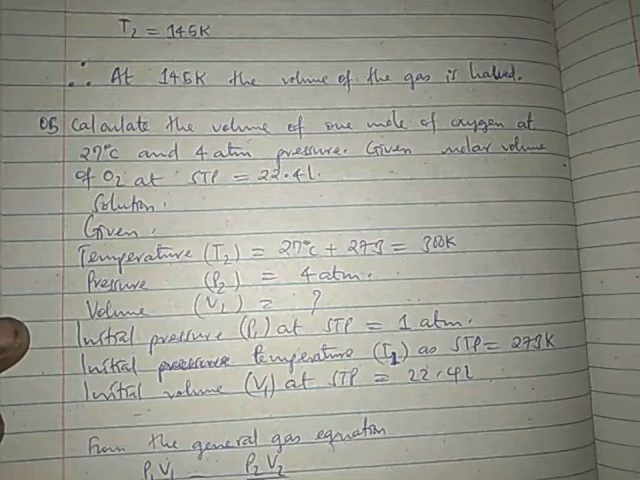 T2 = 145K
∴ At 145K the volume of the gas is halved.
05 Calculate the volume of one mole of oxygen at
27°c and 4 atm pressure. Given molar volume
of O2 at STP = 22.4l.
Solution.
Given,
Temperature (T2) = 27°c + 273 = 300K
Pressure (P2) = 4 atm.
Volume (V2) = ?
Initial pressure (P1) at STP = 1 atm.
Initial temperature (T1) as STP = 273K
Initial volume (V1) at STP = 22.4l
From the general gas equation
P1V1 = P2V2